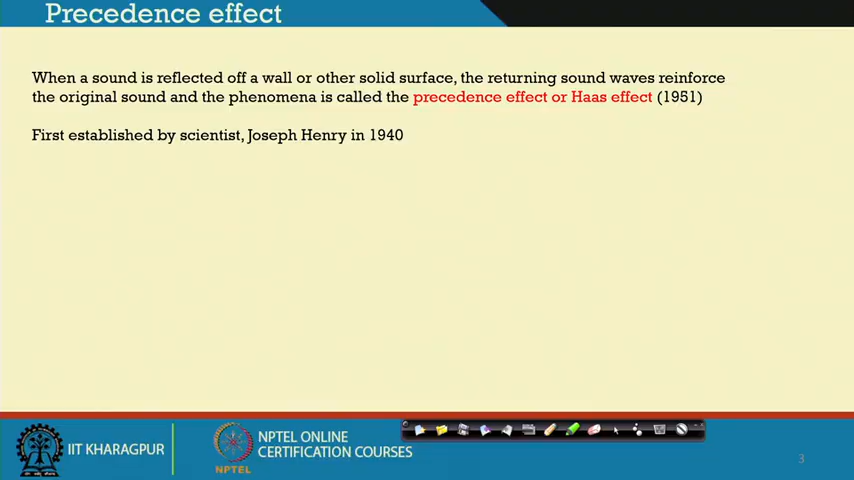 Precedence effect
When a sound is reflected off a wall or other solid surface, the returning sound waves reinforce
the original sound and the phenomena is called the precedence effect or Haas effect (1951)
First established by scientist, Joseph Henry in 1940
IIT KHARAGPUR
NPTEL
NPTEL ONLINE
CERTIFICATION COURSES
3